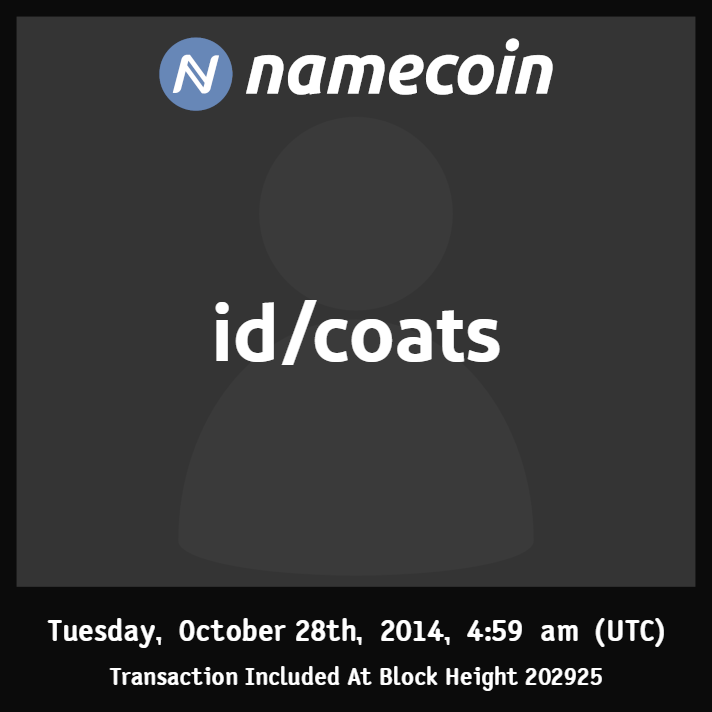 namecoin
id/coats
Tuesday, October 28th, 2014, 4:59 am (UTC)
Transaction Included At Block Height 202925